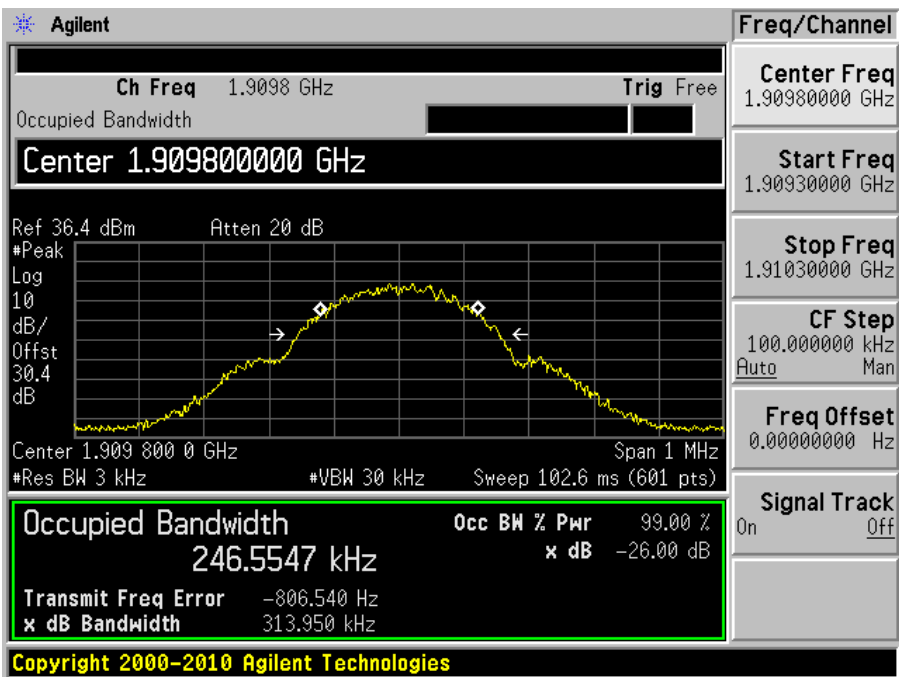 Agilent
Freq/Channel
Ch Freq 1.9098 GHz Trig Free
Occupied Bandwidth
Center 1.909800000 GHz
Ref 36.4 dBm Atten 20 dB
#Peak
Log
10
dB/
Offst
30.4
dB
Center 1.909 800 0 GHz Span 1 MHz
#Res BW 3 kHz #VBW 30 kHz Sweep 102.6 ms (601 pts)
Occupied Bandwidth
246.5547 kHz
Occ BW % Pwr 99.00 %
x dB -26.00 dB
Transmit Freq Error -806.540 Hz
x dB Bandwidth 313.950 kHz
Copyright 2000-2010 Agilent Technologies
Center Freq
1.90980000 GHz
Start Freq
1.90930000 GHz
Stop Freq
1.91030000 GHz
CF Step
100.000000 kHz
Auto Man
Freq Offset
0.00000000 Hz
Signal Track
On Off